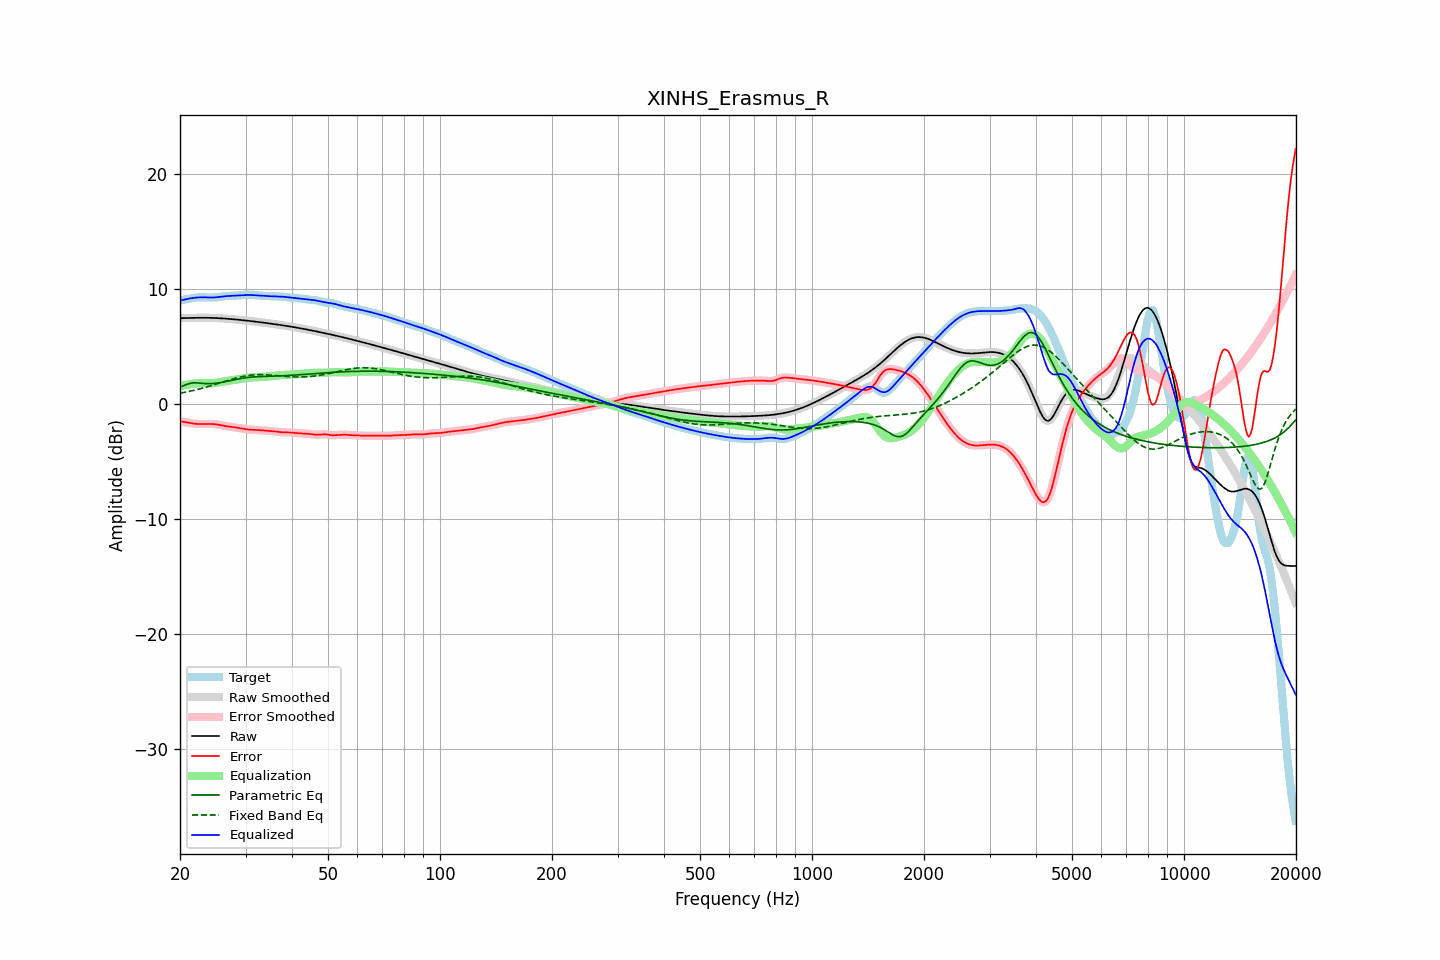 XINHS_Erasmus_R
Amplitude (dBr)
20
10
0
−10
−20
−30
Target
Raw Smoothed
Error Smoothed
Raw
Error
Equalization
Parametric Eq
Fixed Band Eq
Equalized
20 50 100 200 500 1000 2000 5000 10000 20000
Frequency (Hz)